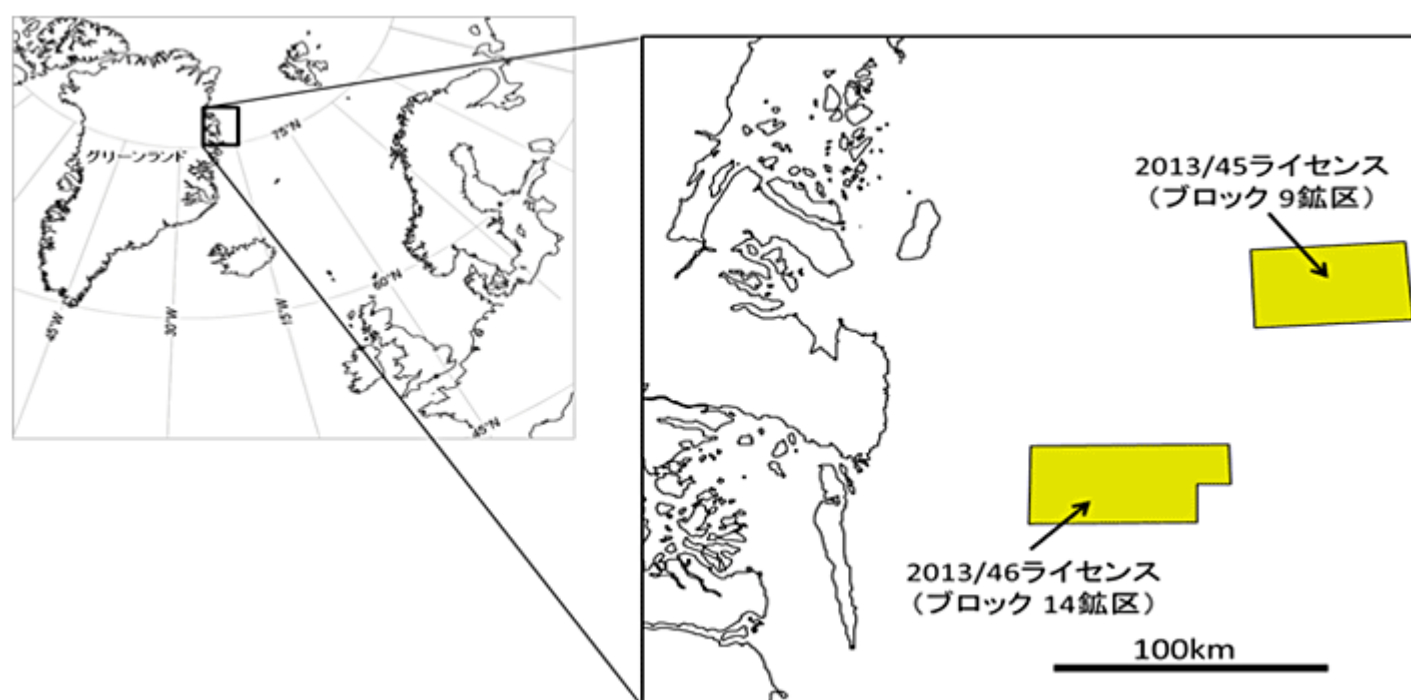 グリーンランド
75°N
60°N
45°N
45°W
30°W
15°W
2013/45ライセンス
（ブロック 9鉱区）
2013/46ライセンス
（ブロック 14鉱区）
100km